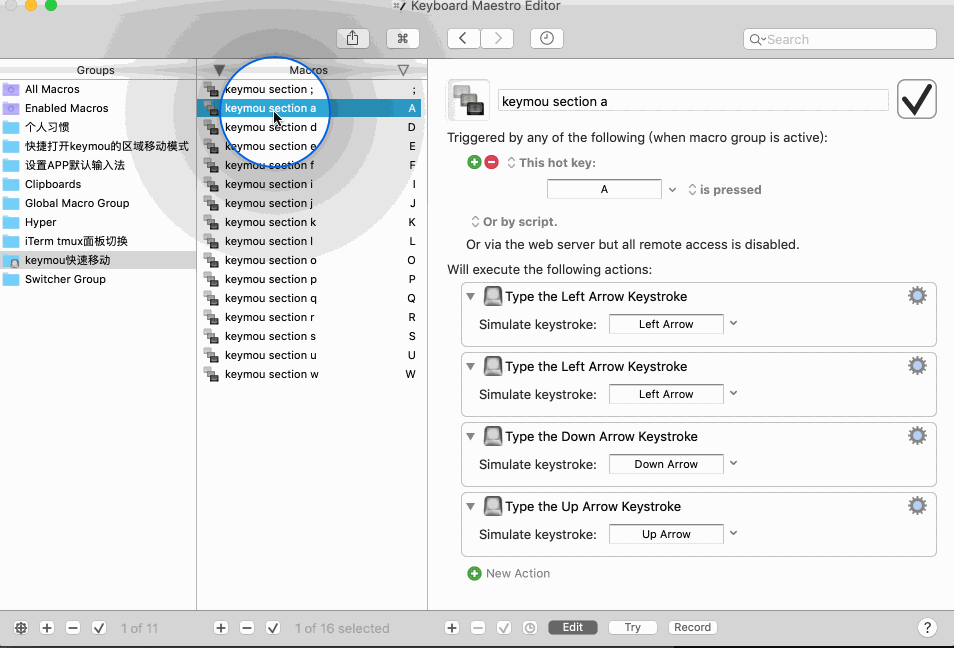 Keyboard Maestro Editor
Search
Groups
All Macros
Enabled Macros
个人习惯
快捷打开keymou的区域移动模式
设置APP默认输入法
Clipboards
Global Macro Group
Hyper
iTerm tmux面板切换
keymou快速移动
Switcher Group
Macros
keymou section ; ;
keymou section a A
keymou section d D
keymou section e E
keymou section f F
keymou section i I
keymou section j J
keymou section k K
keymou section l L
keymou section o O
keymou section p P
keymou section q Q
keymou section r R
keymou section s S
keymou section u U
keymou section w W
keymou section a
Triggered by any of the following (when macro group is active):
This hot key:
A is pressed
Or by script.
Or via the web server but all remote access is disabled.
Will execute the following actions:
Type the Left Arrow Keystroke
Simulate keystroke: Left Arrow
Type the Left Arrow Keystroke
Simulate keystroke: Left Arrow
Type the Down Arrow Keystroke
Simulate keystroke: Down Arrow
Type the Up Arrow Keystroke
Simulate keystroke: Up Arrow
New Action
1 of 11
1 of 16 selected
Edit Try Record ?